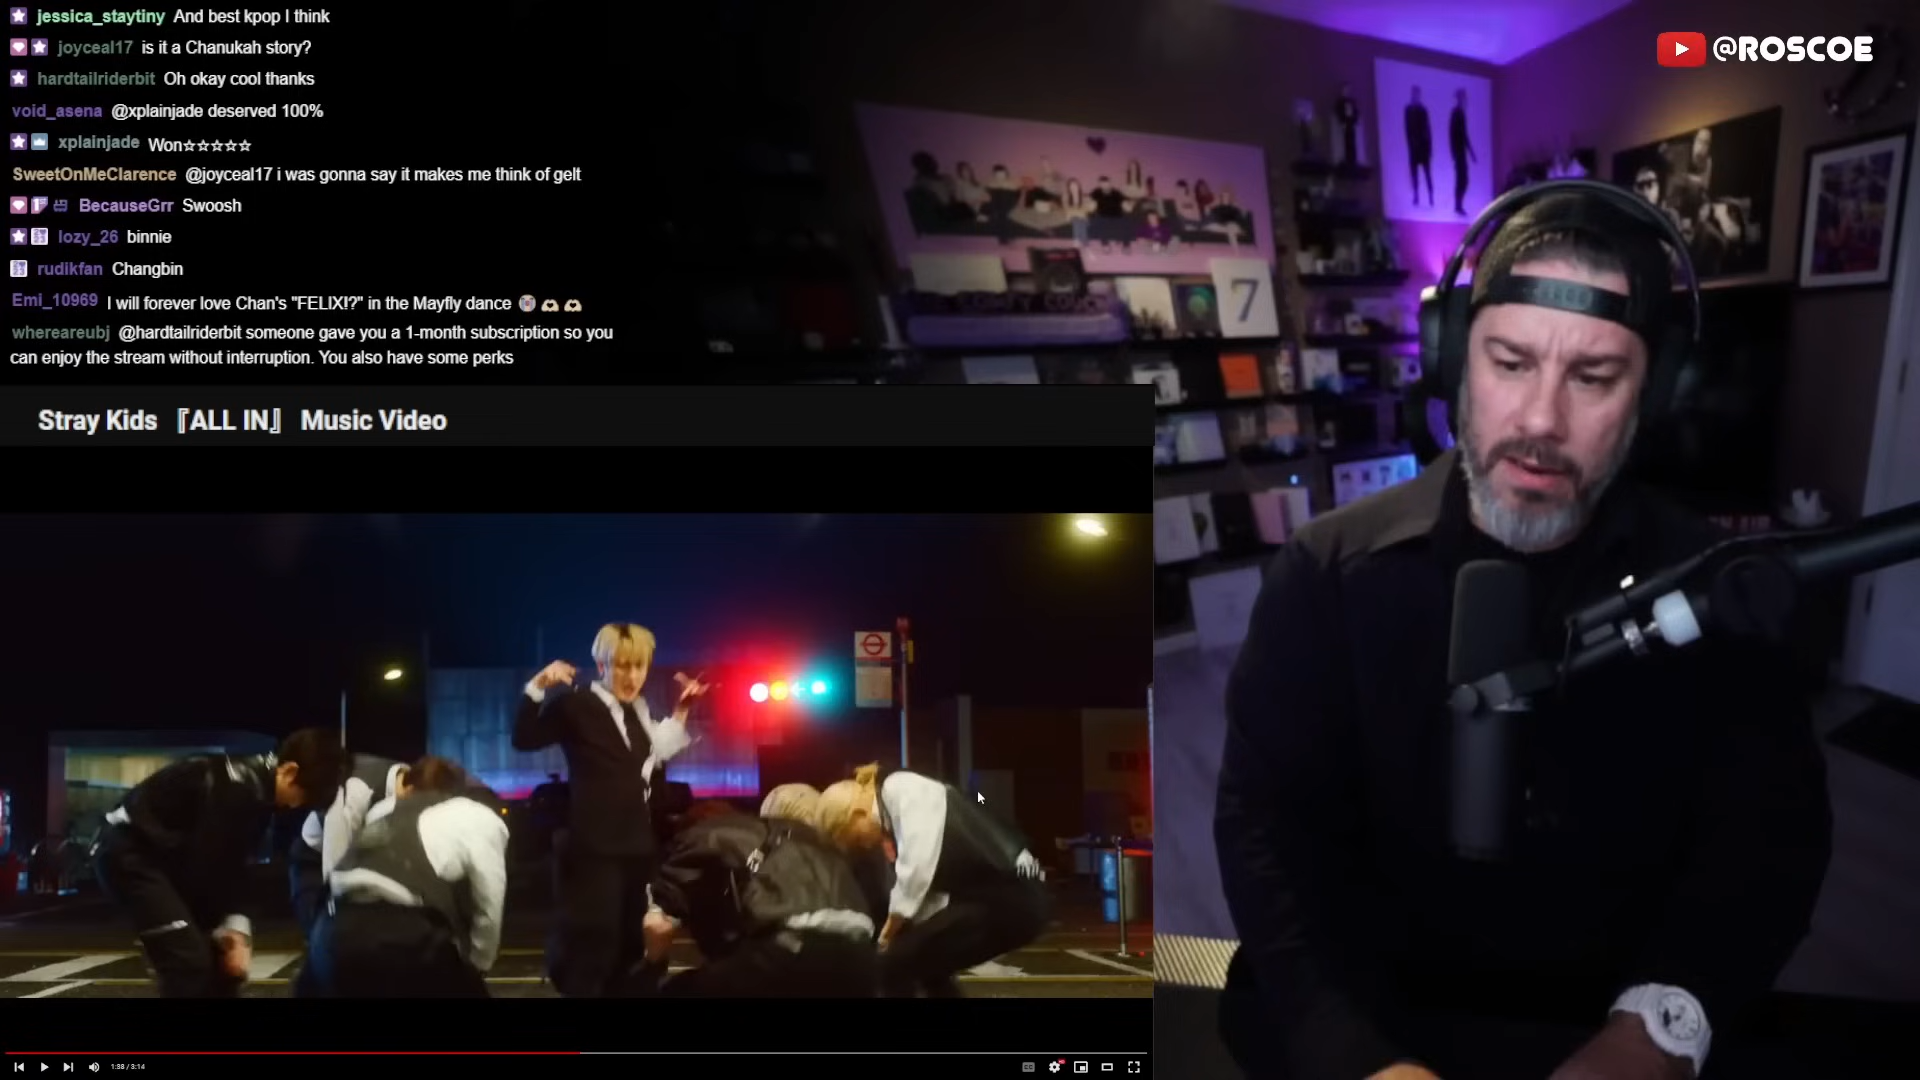 jessica_staytiny And best kpop I think
joyceal17 is it a Chanukah story?
hardtailriderbit Oh okay cool thanks
void_asena @xplainjade deserved 100%
xplainjade Won☆☆☆☆☆
SweetOnMeClarence @joyceal17 i was gonna say it makes me think of gelt
BecauseGrr Swoosh
lozy_26 binnie
rudikfan Changbin
Emi_10969 I will forever love Chan's "FELIX!?" in the Mayfly dance 😭🫶🏼🫶🏼
whereareubj @hardtailriderbit someone gave you a 1-month subscription so you
can enjoy the stream without interruption. You also have some perks
@ROSCOE
7
Stray Kids 『ALL IN』 Music Video
1:38 / 3:14